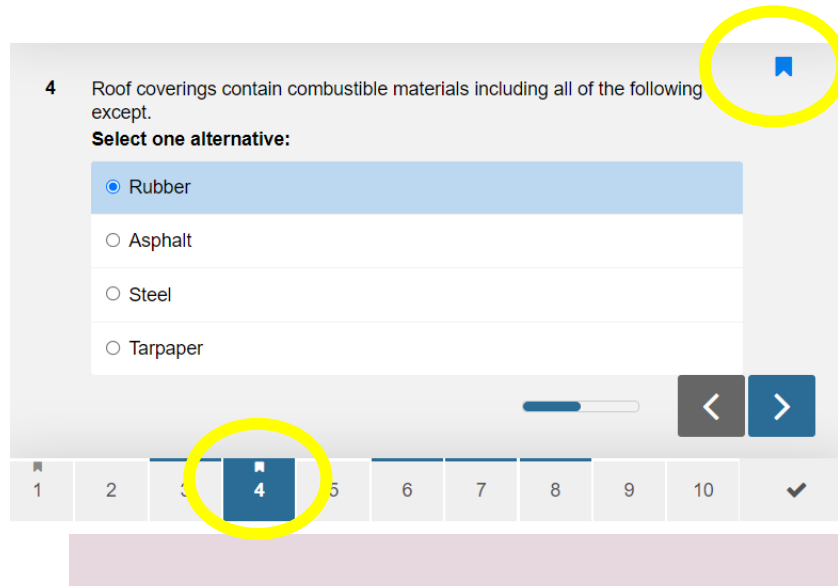 4 Roof coverings contain combustible materials including all of the following
except.
Select one alternative:
Rubber
Asphalt
Steel
Tarpaper
1 2 3 4 5 6 7 8 9 10